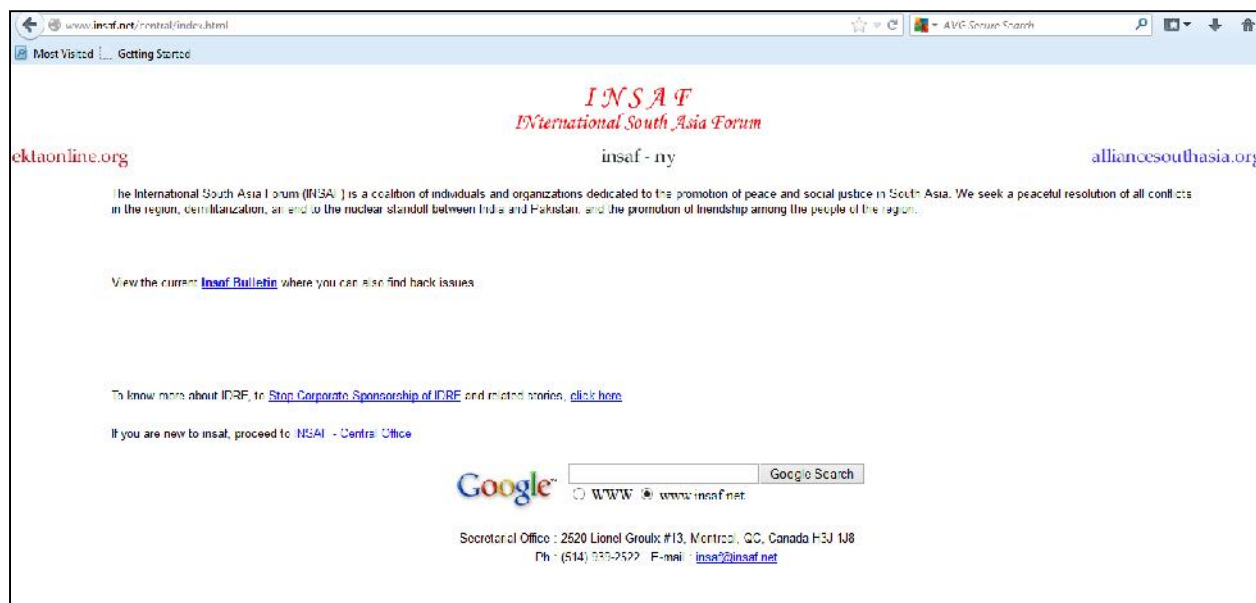 www.insaf.net/central/index.html AVG Secure Search
Most Visited Getting Started
INSAF
INternational South Asia Forum
ektaonline.org insaf - ny alliancesouthasia.org
The International South Asia Forum (INSAF) is a coalition of individuals and organizations dedicated to the promotion of peace and social justice in South Asia. We seek a peaceful resolution of all conflicts
in the region, demilitarization, an end to the nuclear standoff between India and Pakistan, and the promotion of friendship among the people of the region.
View the current Insaf Bulletin where you can also find back issues
To know more about IDRF, to Stop Corporate Sponsorship of IDRF and related stories, click here
If you are new to insaf, proceed to INSAF - Central Office
Google™ Google Search
WWW www.insaf.net
Secretarial Office : 2520 Lionel Groulx #13, Montreal, QC, Canada H3J 1J8
Ph : (514) 939-2522 E-mail : insaf@insaf.net